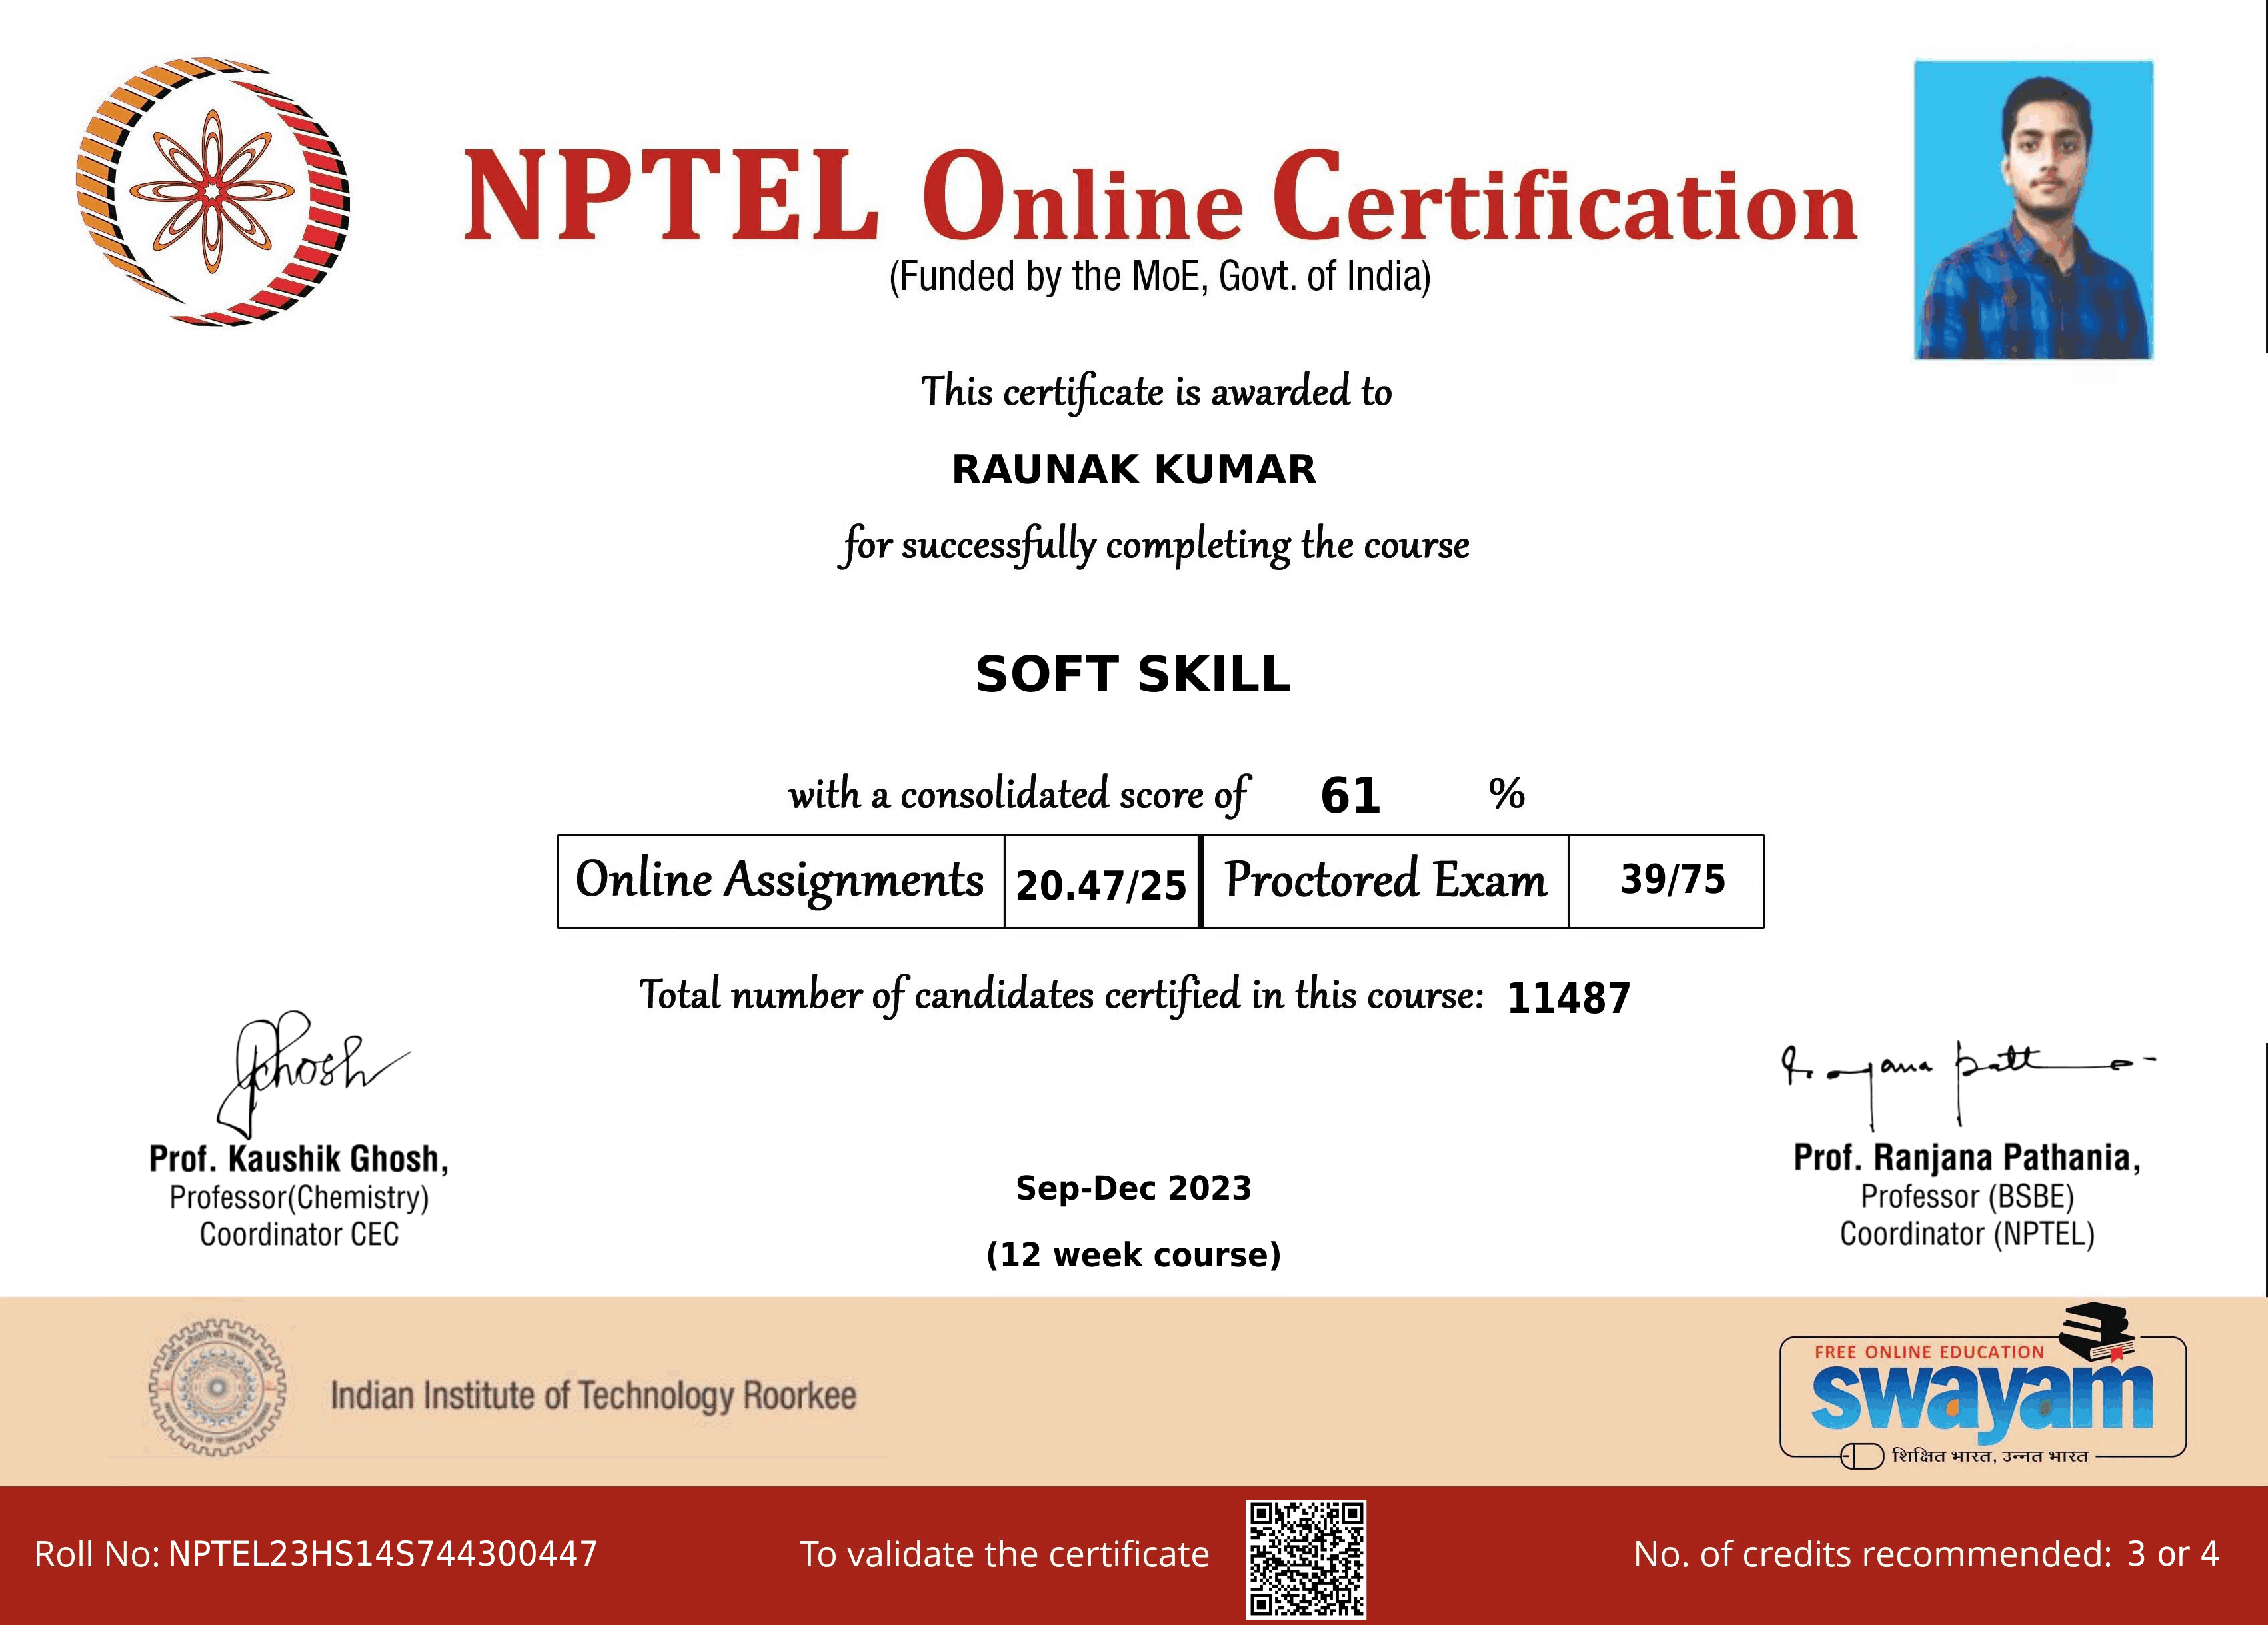 NPTEL Online Certification
(Funded by the MoE, Govt. of India)
This certificate is awarded to
RAUNAK KUMAR
for successfully completing the course
SOFT SKILL
with a consolidated score of 61 %
Online Assignments 20.47/25 Proctored Exam 39/75
Total number of candidates certified in this course: 11487
Ghosh
Prof. Kaushik Ghosh,
Professor(Chemistry)
Coordinator CEC
Sep-Dec 2023
(12 week course)
Prof. Ranjana Pathania,
Professor (BSBE)
Coordinator (NPTEL)
Indian Institute of Technology Roorkee
FREE ONLINE EDUCATION
swayam
शिक्षित भारत, उन्नत भारत
Roll No: NPTEL23HS14S744300447
To validate the certificate
No. of credits recommended: 3 or 4